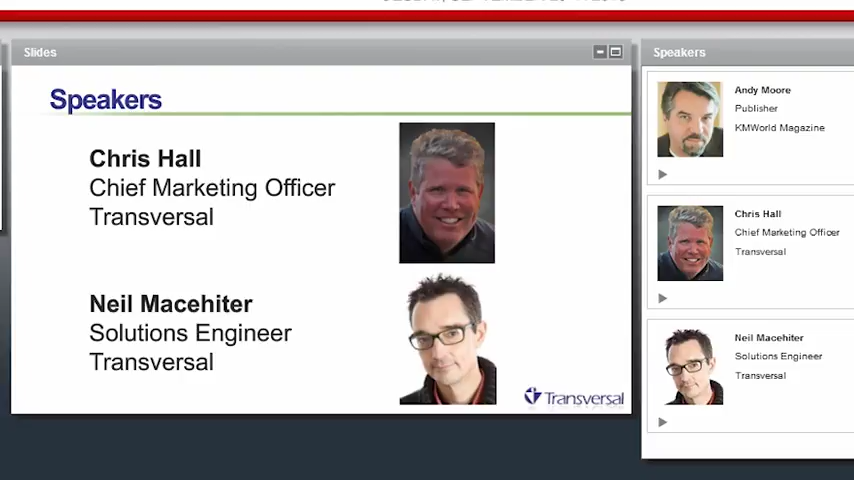 Slides
Speakers
Chris Hall
Chief Marketing Officer
Transversal
Neil Macehiter
Solutions Engineer
Transversal
Transversal
Speakers
Andy Moore
Publisher
KMWorld Magazine
Chris Hall
Chief Marketing Officer
Transversal
Neil Macehiter
Solutions Engineer
Transversal